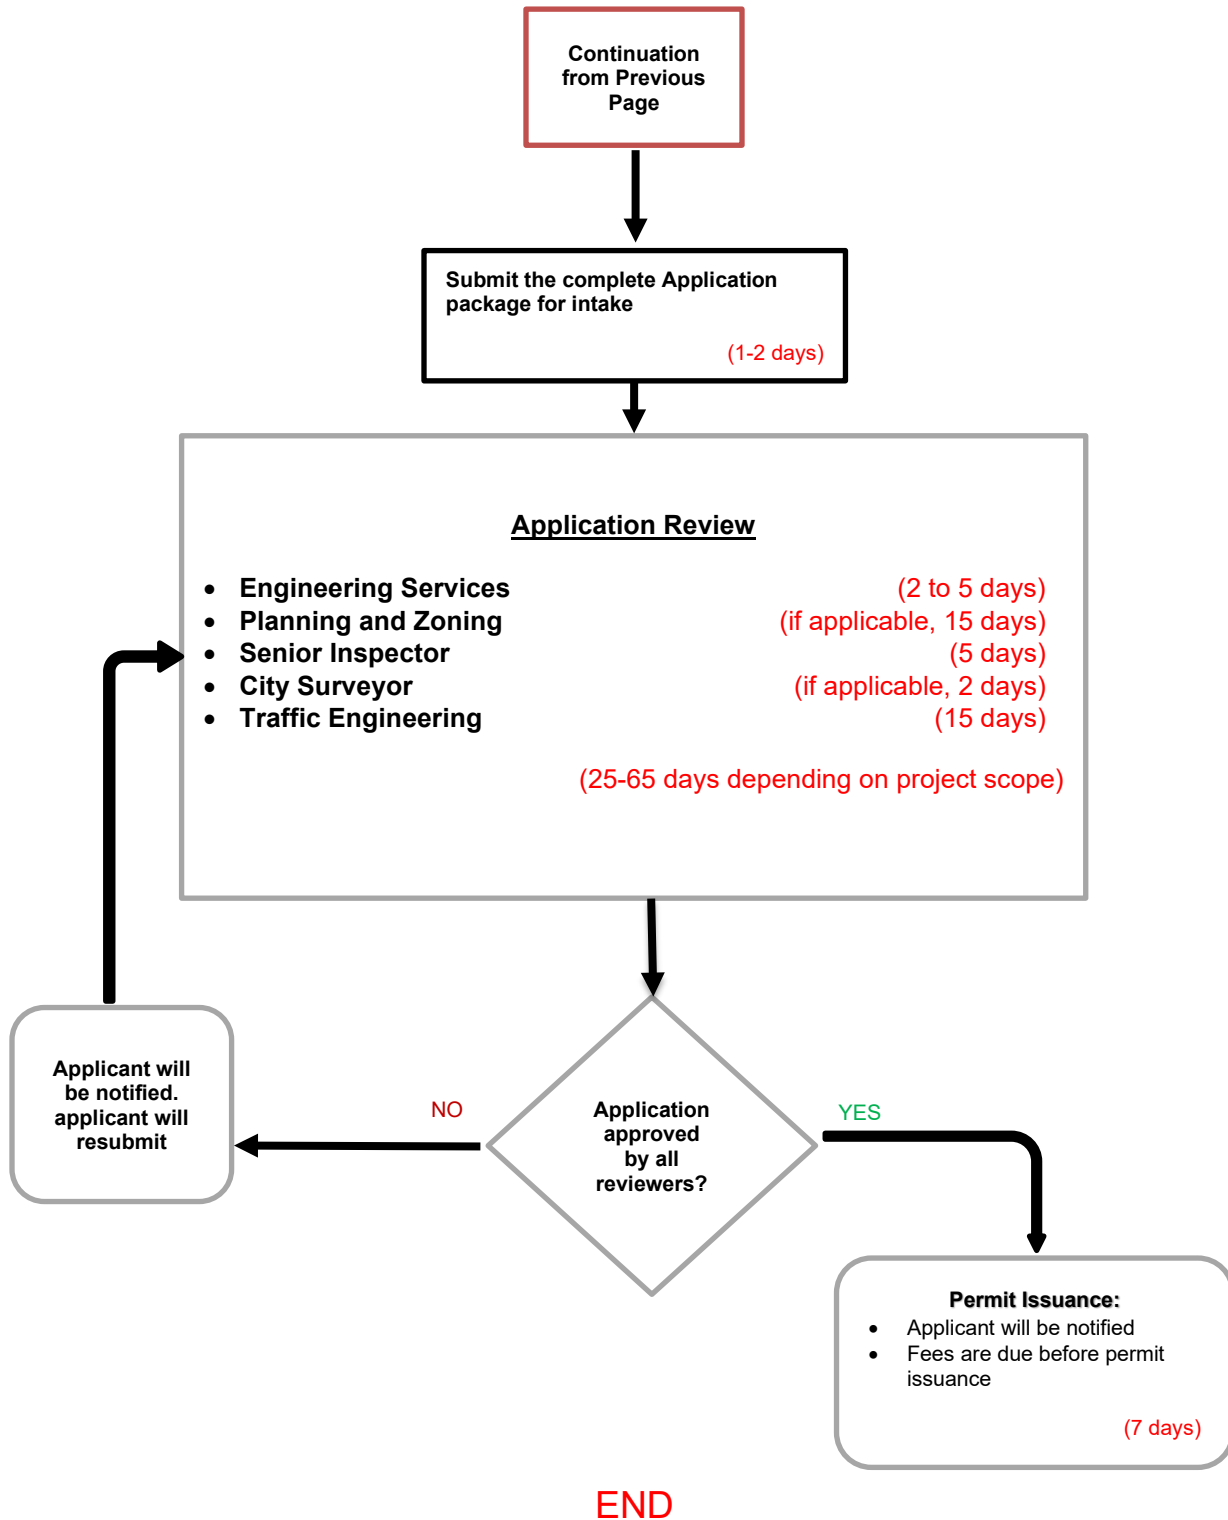 Continuation
from Previous
Page
Submit the complete Application
package for intake
(1-2 days)
Application Review
• Engineering Services (2 to 5 days)
• Planning and Zoning (if applicable, 15 days)
• Senior Inspector (5 days)
• City Surveyor (if applicable, 2 days)
• Traffic Engineering (15 days)
(25-65 days depending on project scope)
Applicant will
be notified.
applicant will
resubmit
NO
Application
approved
by all
reviewers?
YES
Permit Issuance:
• Applicant will be notified
• Fees are due before permit
issuance
(7 days)
END